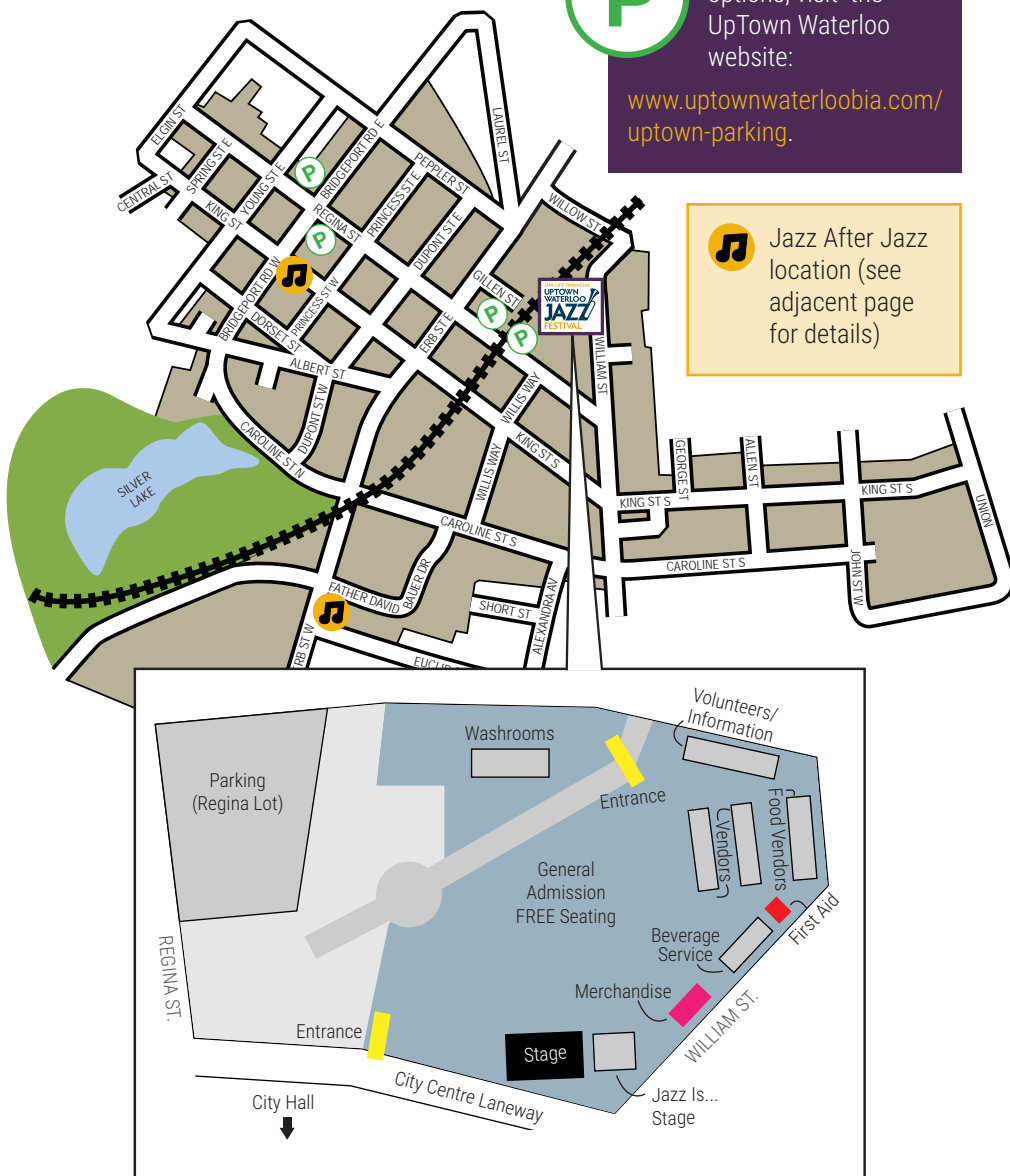 P
UpTown Waterloo
website:
www.uptownwaterloobia.com/
uptown-parking.
Jazz After Jazz
location (see
adjacent page
for details)
ELGIN ST
SPRING ST E
CENTRAL ST
KING ST
YOUNG ST E
P
BRIDGEPORT RD E
REGINA ST
P
PRINCESS ST E
PEPPLER ST
LAUREL ST
DUPONT ST E
WILLOW ST
GILLEN ST
P
P
SUN LIFE FINANCIAL
UPTOWN
WATERLOO
JAZZ
FESTIVAL
BRIDGEPORT RD W
DORSET ST
PRINCESS ST W
ERB ST E
ALBERT ST
DUPONT ST W
WILLIAM ST
WILLIS WAY
KING ST S
CAROLINE ST N
SILVER
LAKE
WILLIS WAY
GEORGE ST
ALLEN ST
KING ST S
KING ST S
UNION
CAROLINE ST S
CAROLINE ST S
JOHN ST W
FATHER DAVID
BAUER DR
SHORT ST
ALEXANDRA AV
Parking
(Regina Lot)
Washrooms
Entrance
Volunteers/
Information
Vendors
Food Vendors
First Aid
General
Admission
FREE Seating
Beverage
Service
Merchandise
REGINA ST.
WILLIAM ST.
Entrance
Stage
Jazz Is...
Stage
City Centre Laneway
City Hall